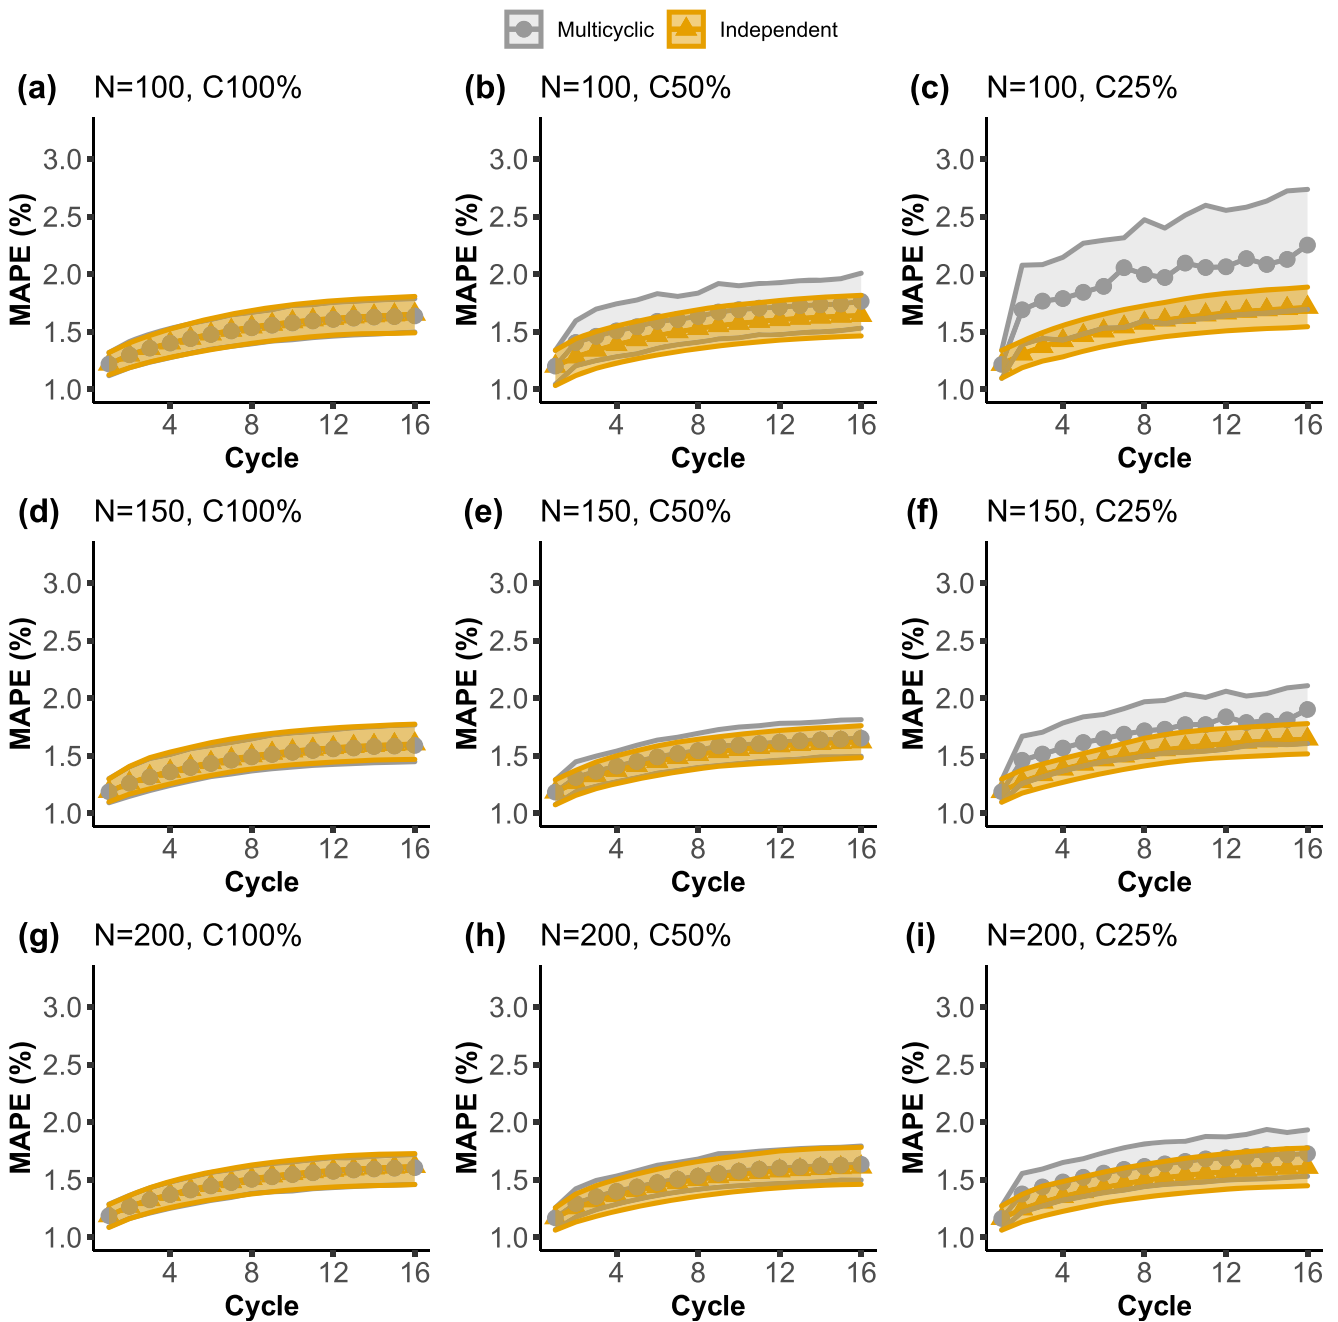 Multicyclic Independent
(a) N=100, C100% (b) N=100, C50% (c) N=100, C25%
MAPE (%) MAPE (%) MAPE (%)
3.0 3.0 3.0
2.5 2.5 2.5
2.0 2.0 2.0
1.5 1.5 1.5
1.0 1.0 1.0
4 8 12 16 4 8 12 16 4 8 12 16
Cycle Cycle Cycle
(d) N=150, C100% (e) N=150, C50% (f) N=150, C25%
MAPE (%) MAPE (%) MAPE (%)
3.0 3.0 3.0
2.5 2.5 2.5
2.0 2.0 2.0
1.5 1.5 1.5
1.0 1.0 1.0
4 8 12 16 4 8 12 16 4 8 12 16
Cycle Cycle Cycle
(g) N=200, C100% (h) N=200, C50% (i) N=200, C25%
MAPE (%) MAPE (%) MAPE (%)
3.0 3.0 3.0
2.5 2.5 2.5
2.0 2.0 2.0
1.5 1.5 1.5
1.0 1.0 1.0
4 8 12 16 4 8 12 16 4 8 12 16
Cycle Cycle Cycle